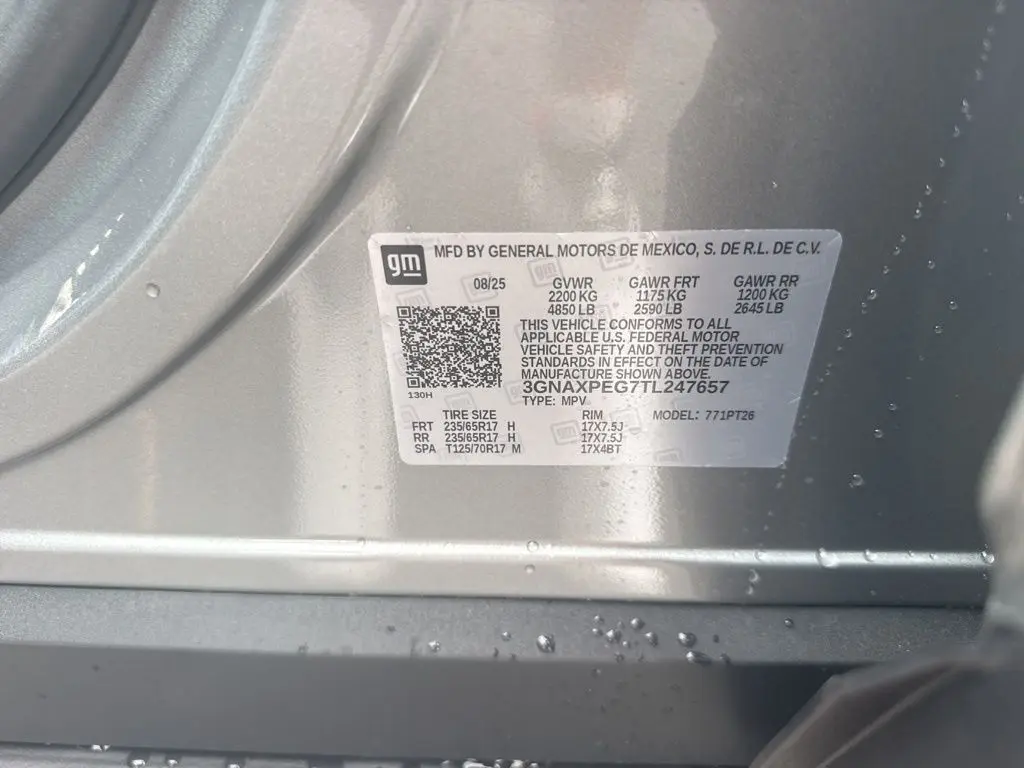 gm MFD BY GENERAL MOTORS DE MEXICO, S. DE R.L. DE C.V.
08/25 GVWR GAWR FRT GAWR RR
2200 KG 1175 KG 1200 KG
4850 LB 2590 LB 2645 LB
THIS VEHICLE CONFORMS TO ALL
APPLICABLE U.S. FEDERAL MOTOR
VEHICLE SAFETY AND THEFT PREVENTION
STANDARDS IN EFFECT ON THE DATE OF
MANUFACTURE SHOWN ABOVE.
3GNAXPEG7TL247657
130H
TYPE: MPV
TIRE SIZE RIM MODEL: 771PT26
FRT 235/65R17 H 17X7.5J
RR 235/65R17 H 17X7.5J
SPA T125/70R17 M 17X4BT